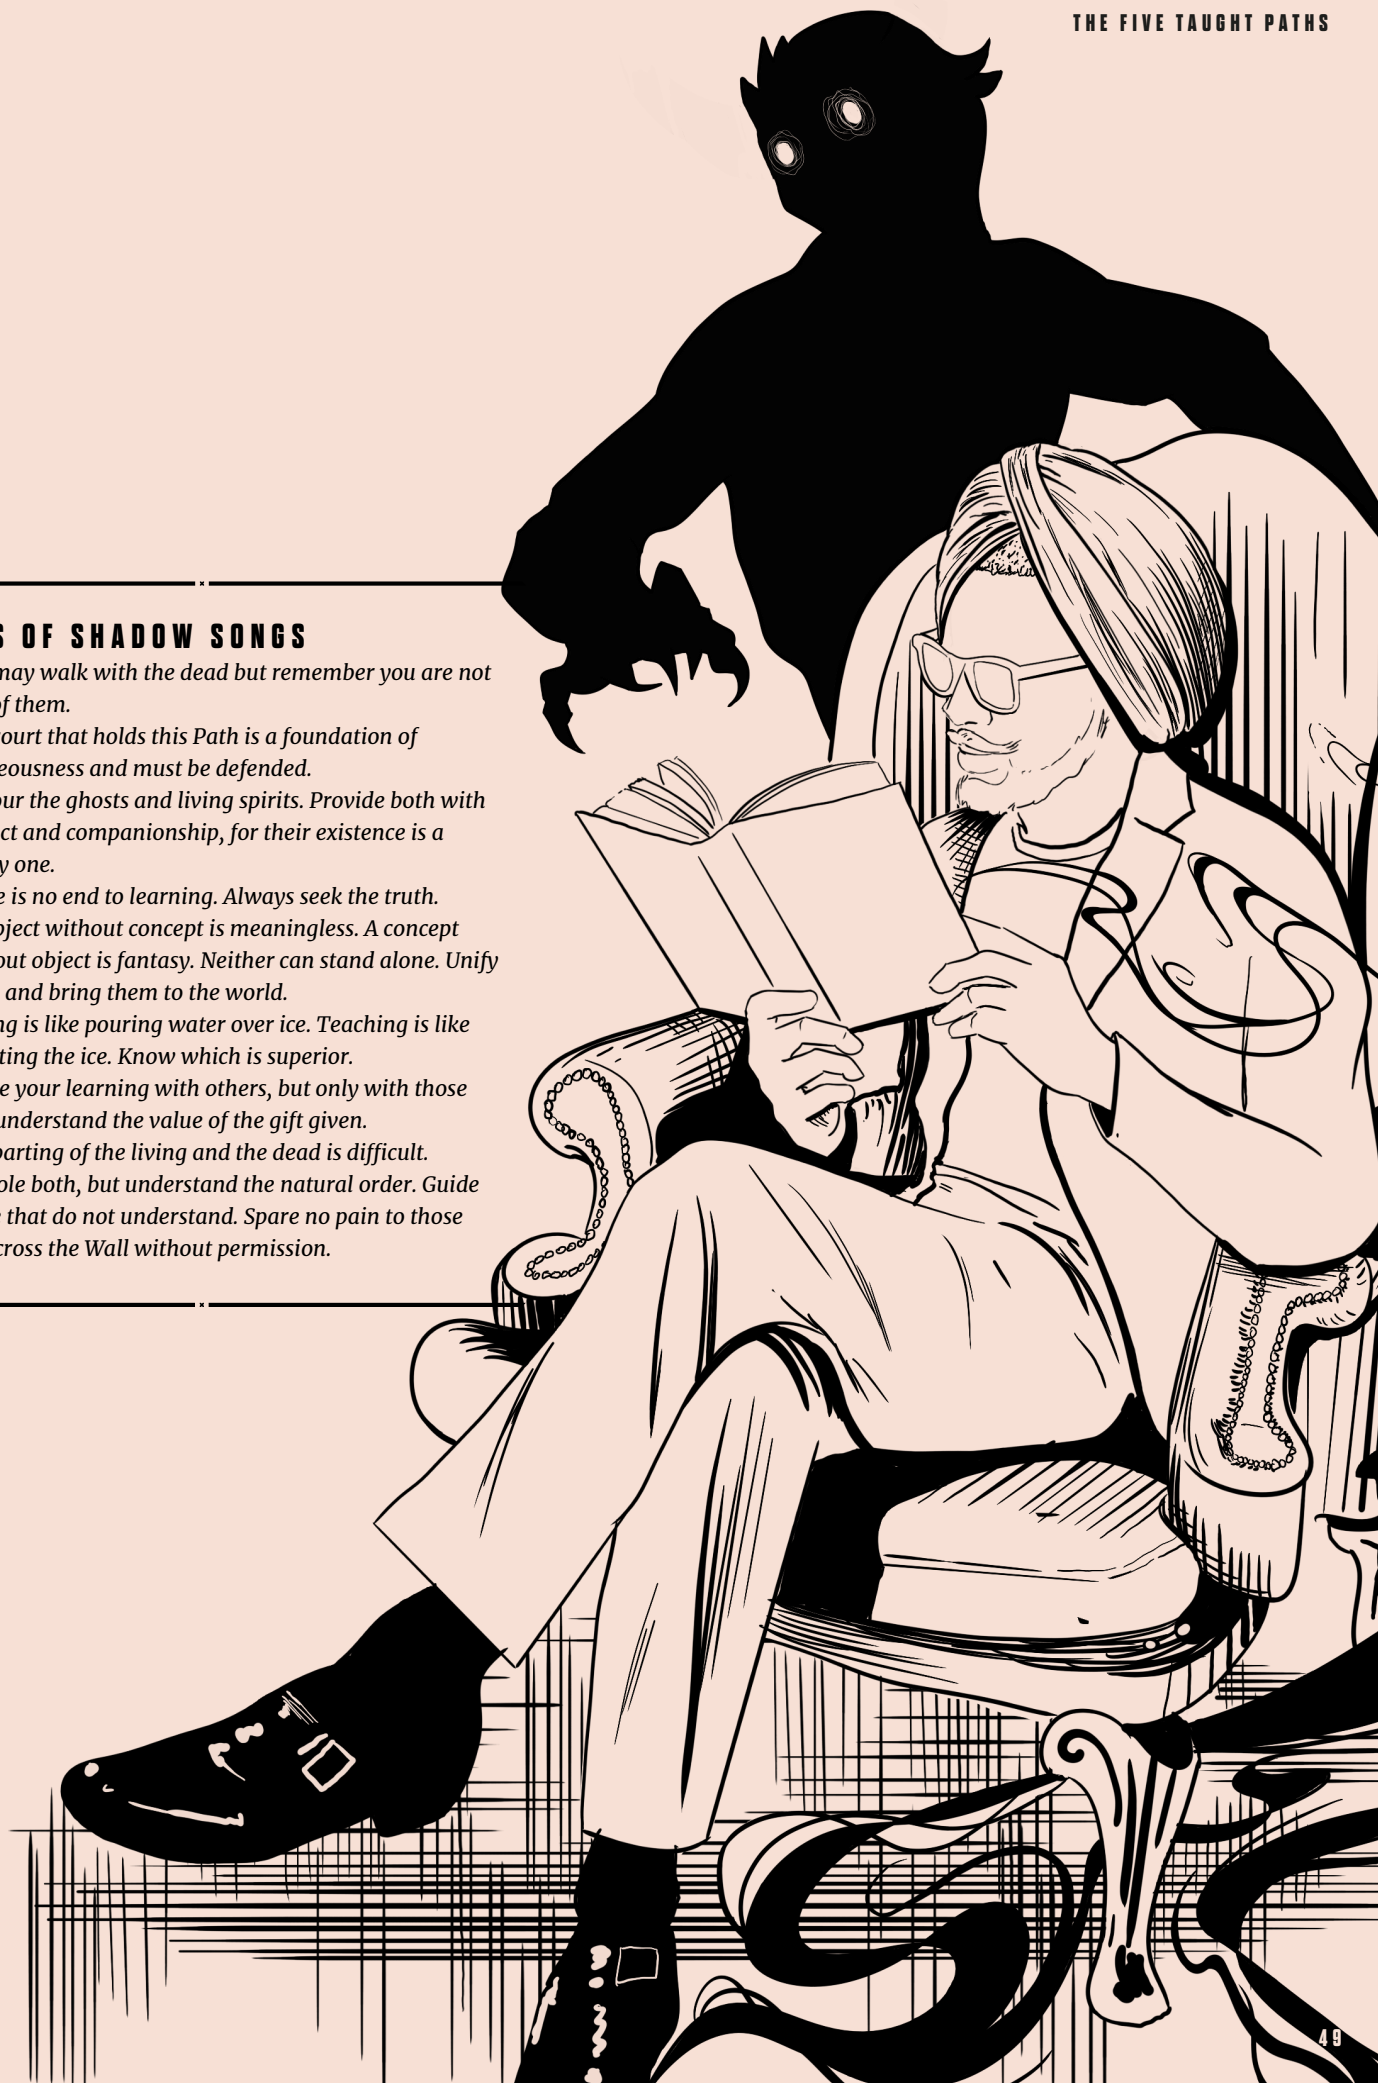 THE FIVE TAUGHT PATHS
S OF SHADOW SONGS
may walk with the dead but remember you are not
of them.
ourt that holds this Path is a foundation of
eousness and must be defended.
our the ghosts and living spirits. Provide both with
ct and companionship, for their existence is a
y one.
e is no end to learning. Always seek the truth.
bject without concept is meaningless. A concept
out object is fantasy. Neither can stand alone. Unify
and bring them to the world.
ng is like pouring water over ice. Teaching is like
ting the ice. Know which is superior.
e your learning with others, but only with those
understand the value of the gift given.
parting of the living and the dead is difficult.
ole both, but understand the natural order. Guide
that do not understand. Spare no pain to those
cross the Wall without permission.
49